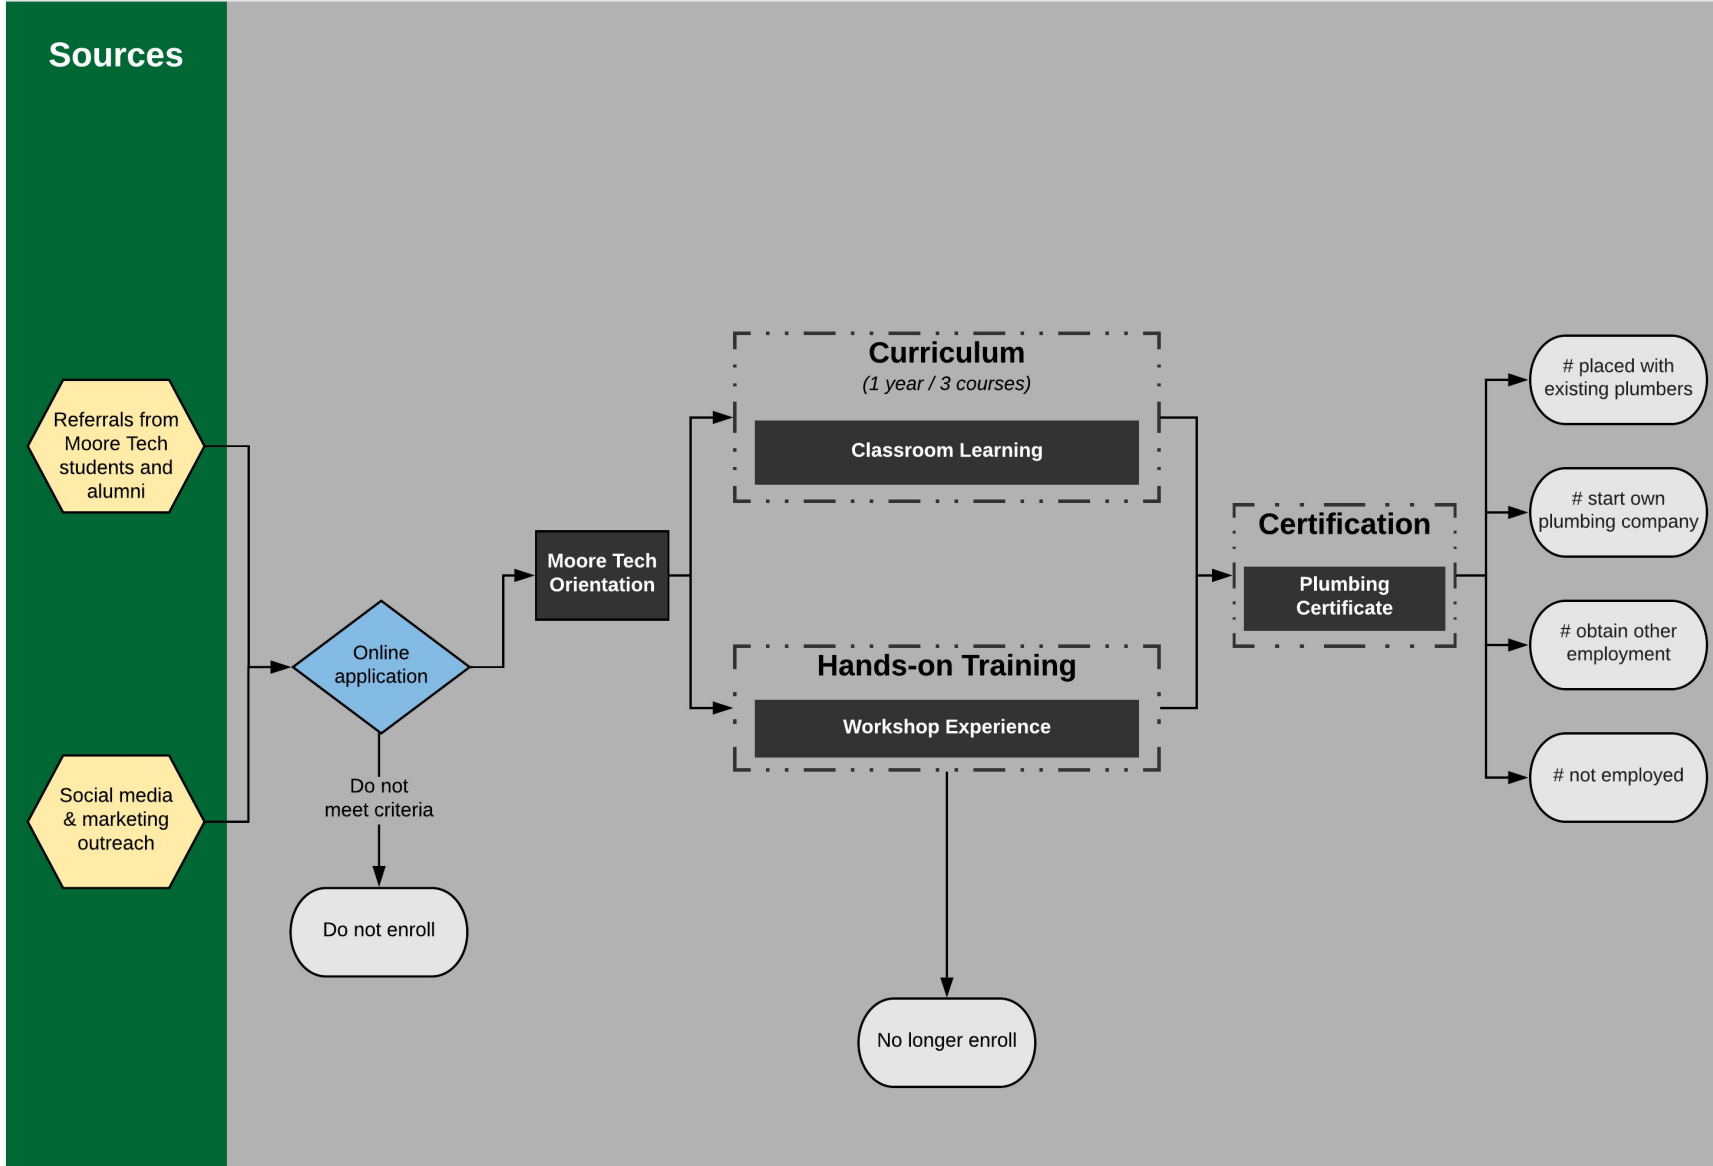 Sources
Referrals from
Moore Tech
students and
alumni
Social media
& marketing
outreach
Online
application
Do not
meet criteria
Do not enroll
Moore Tech
Orientation
Curriculum
(1 year / 3 courses)
Classroom Learning
Hands-on Training
Workshop Experience
No longer enroll
Certification
Plumbing
Certificate
# placed with
existing plumbers
# start own
plumbing company
# obtain other
employment
# not employed